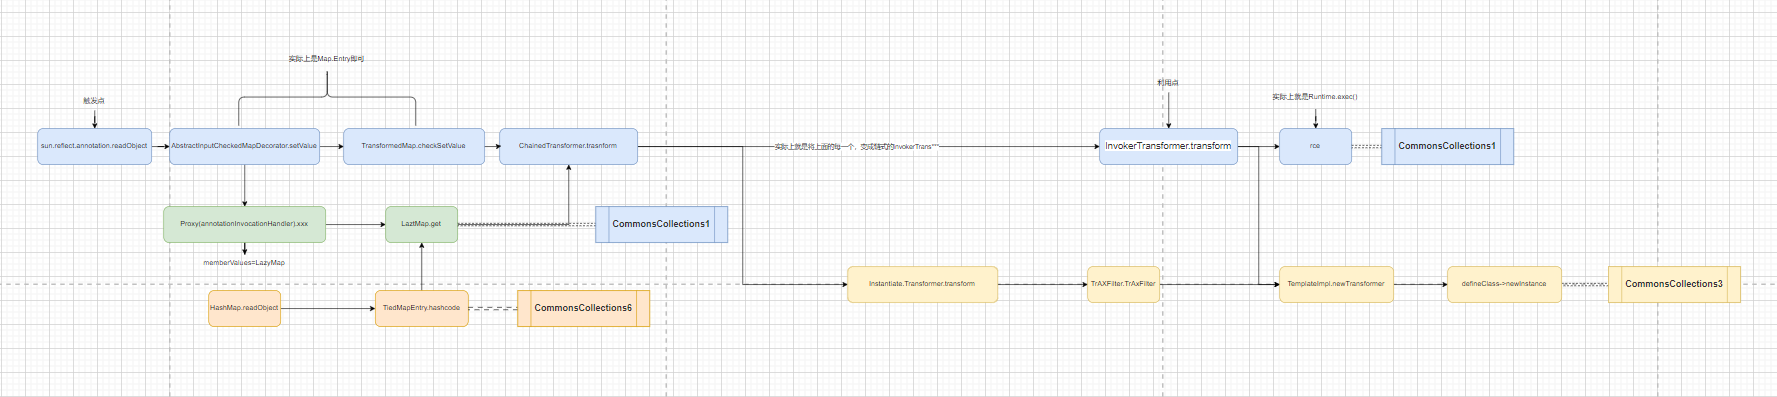 实际上是Map.Entry即可
触发点
利用点
实际上就是Runtime.exec()
sun.reflect.annotation.readObject
AbstractInputCheckedMapDecorator.setValue
TransformedMap.checkSetValue
ChainedTransformer.trasnform
实际上就是将上面的每一个，变成链式的InvokerTrans***
InvokerTransformer.transform
rce
CommonsCollections1
Proxy(annotationInvocationHandler).xxx
LaztMap.get
CommonsCollections1
memberValues=LazyMap
Instantiate.Transformer.transform
TrAXFilter.TrAxFilter
TemplateImpl.newTransformer
defineClass->newInstance
CommonsCollections3
HashMap.readObject
TiedMapEntry.hashcode
CommonsCollections6